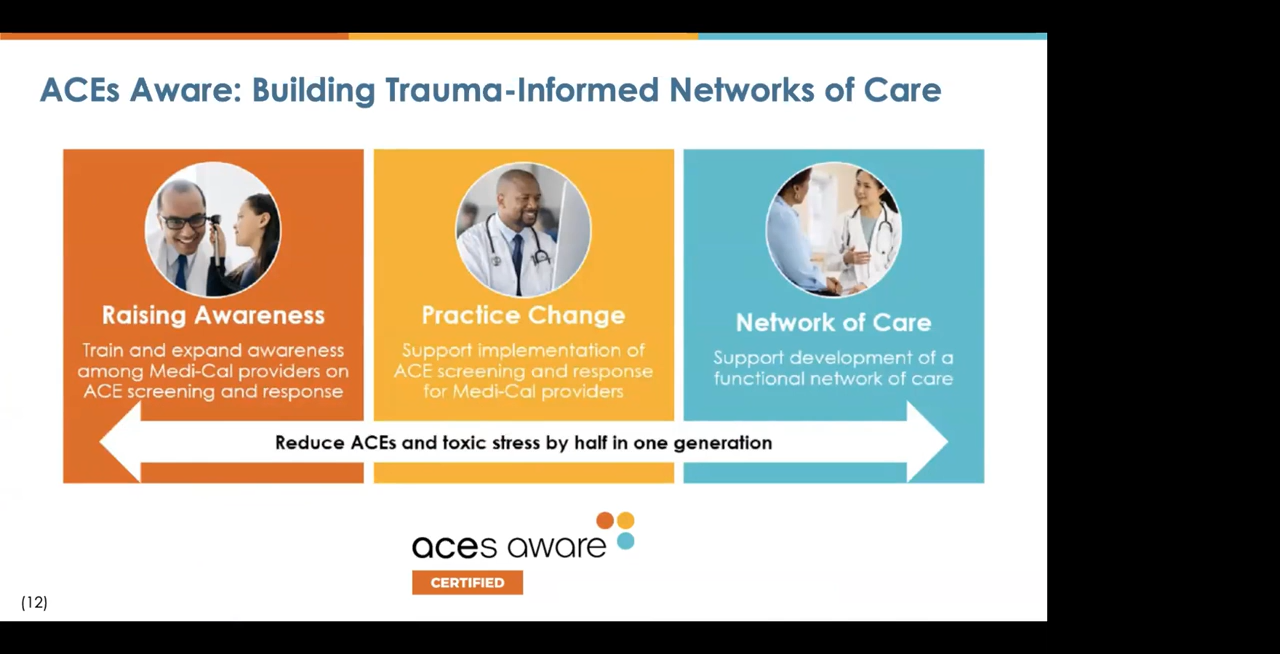 ACEs Aware: Building Trauma-Informed Networks of Care
Raising Awareness
Train and expand awareness
among Medi-Cal providers on
ACE screening and response
Practice Change
Support implementation of
ACE screening and response
for Medi-Cal providers
Network of Care
Support development of a
functional network of care
Reduce ACEs and toxic stress by half in one generation
aces aware
CERTIFIED
(12)